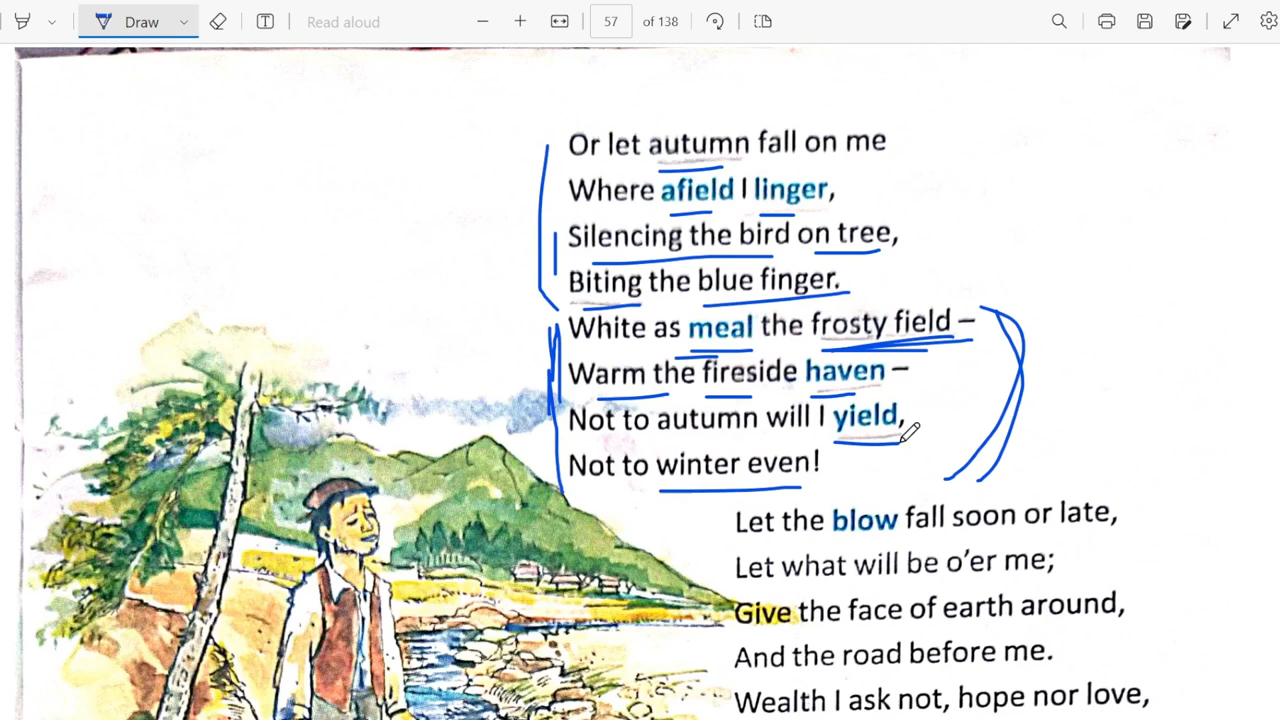 Draw
Read aloud
57
of 138
Or let autumn fall on me
Where afield I linger,
Silencing the bird on tree,
Biting the blue finger.
White as meal the frosty field –
Warm the fireside haven –
Not to autumn will I yield,
Not to winter even!
Let the blow fall soon or late,
Let what will be o'er me;
Give the face of earth around,
And the road before me.
Wealth I ask not, hope nor love,